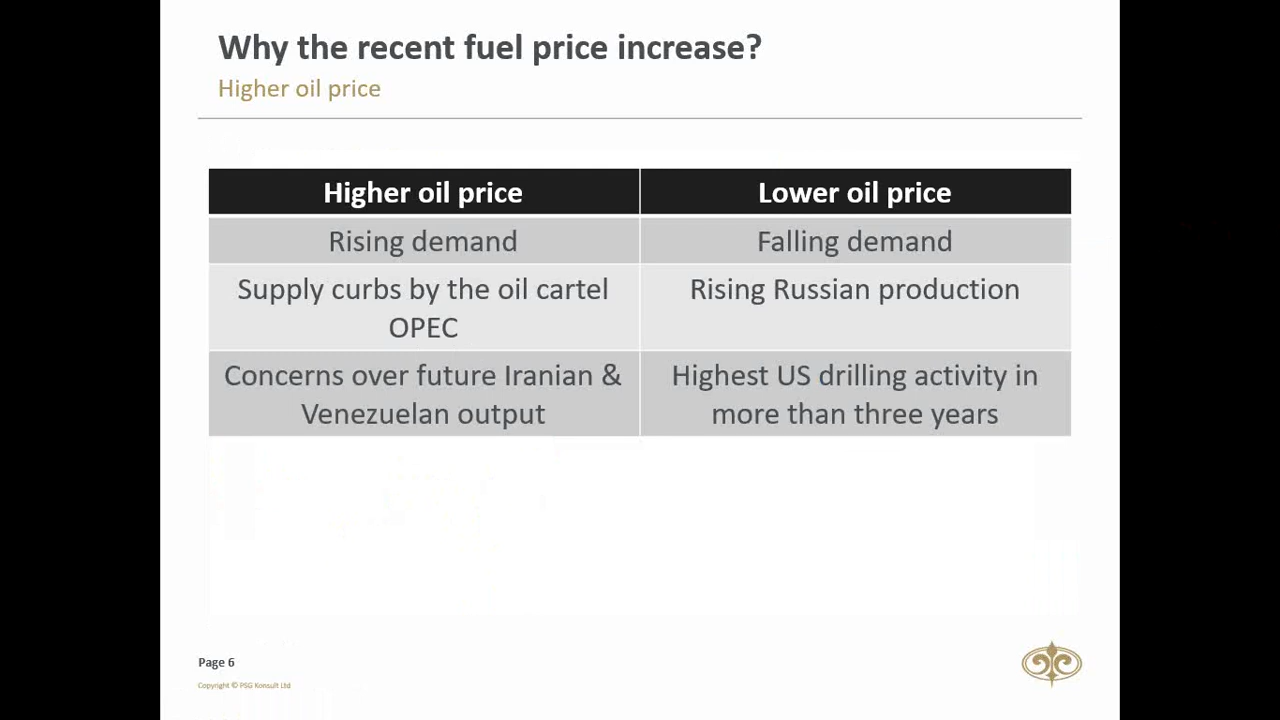 Why the recent fuel price increase?
Higher oil price
Higher oil price
Lower oil price
Rising demand
Falling demand
Supply curbs by the oil cartel
OPEC
Rising Russian production
Concerns over future Iranian &
Venezuelan output
Highest US drilling activity in
more than three years
Page 6
Copyright © PSG Konsult Ltd